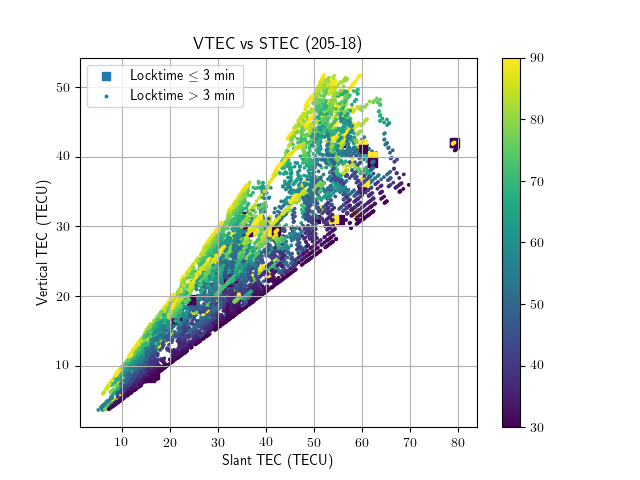 VTEC vs STEC (205-18)
Locktime ≤ 3 min
Locktime > 3 min
Vertical TEC (TECU)
50
40
30
20
10
10 20 30 40 50 60 70 80
Slant TEC (TECU)
90
80
70
60
50
40
30